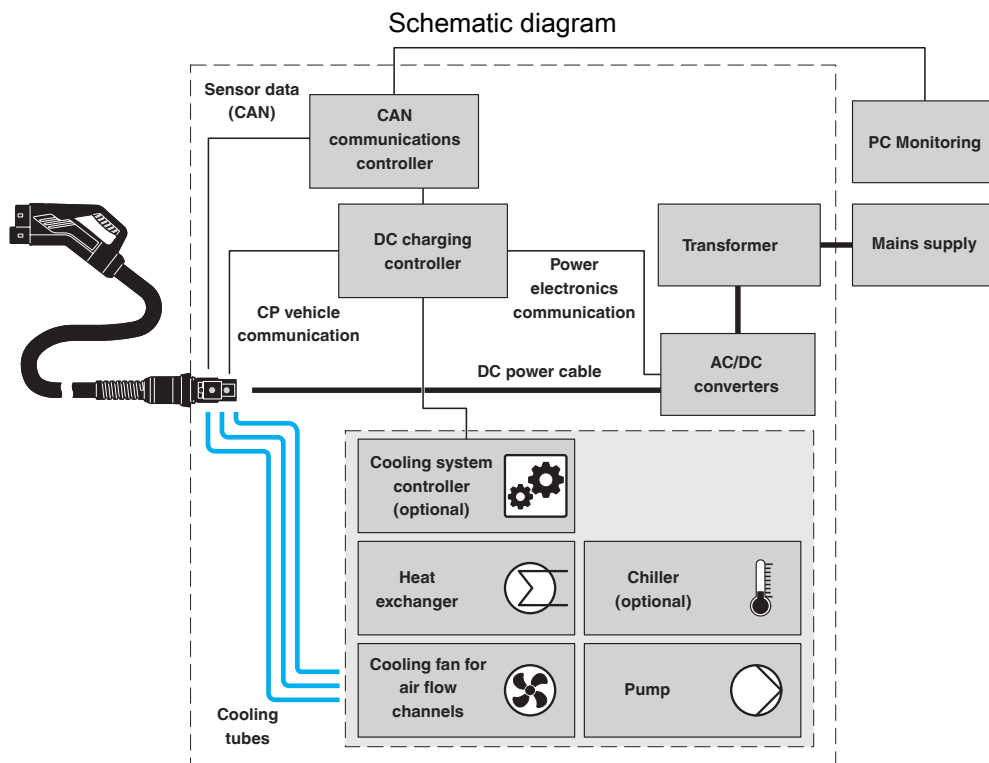 Schematic diagram
Sensor data
(CAN)
CAN
communications
controller
PC Monitoring
DC charging
controller
Transformer
Mains supply
CP vehicle
communication
Power
electronics
communication
DC power cable
AC/DC
converters
Cooling system
controller
(optional)
Heat
exchanger
Chiller
(optional)
Cooling fan for
air flow
channels
Pump
Cooling
tubes